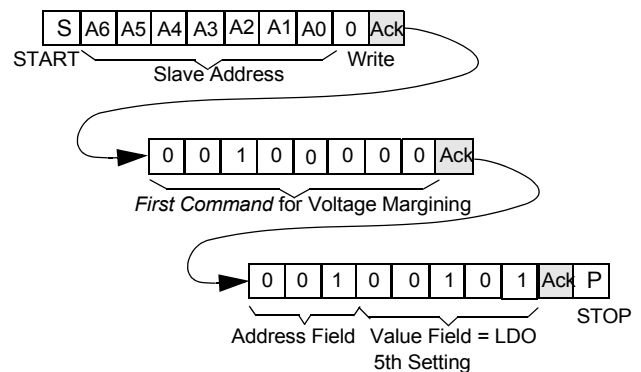 S A6 A5 A4 A3 A2 A1 A0 0 Ack
START Slave Address Write
0 0 1 0 0 0 0 0 Ack
First Command for Voltage Margining
0 0 1 0 0 1 0 1 Ack P
STOP
Address Field Value Field = LDO
5th Setting